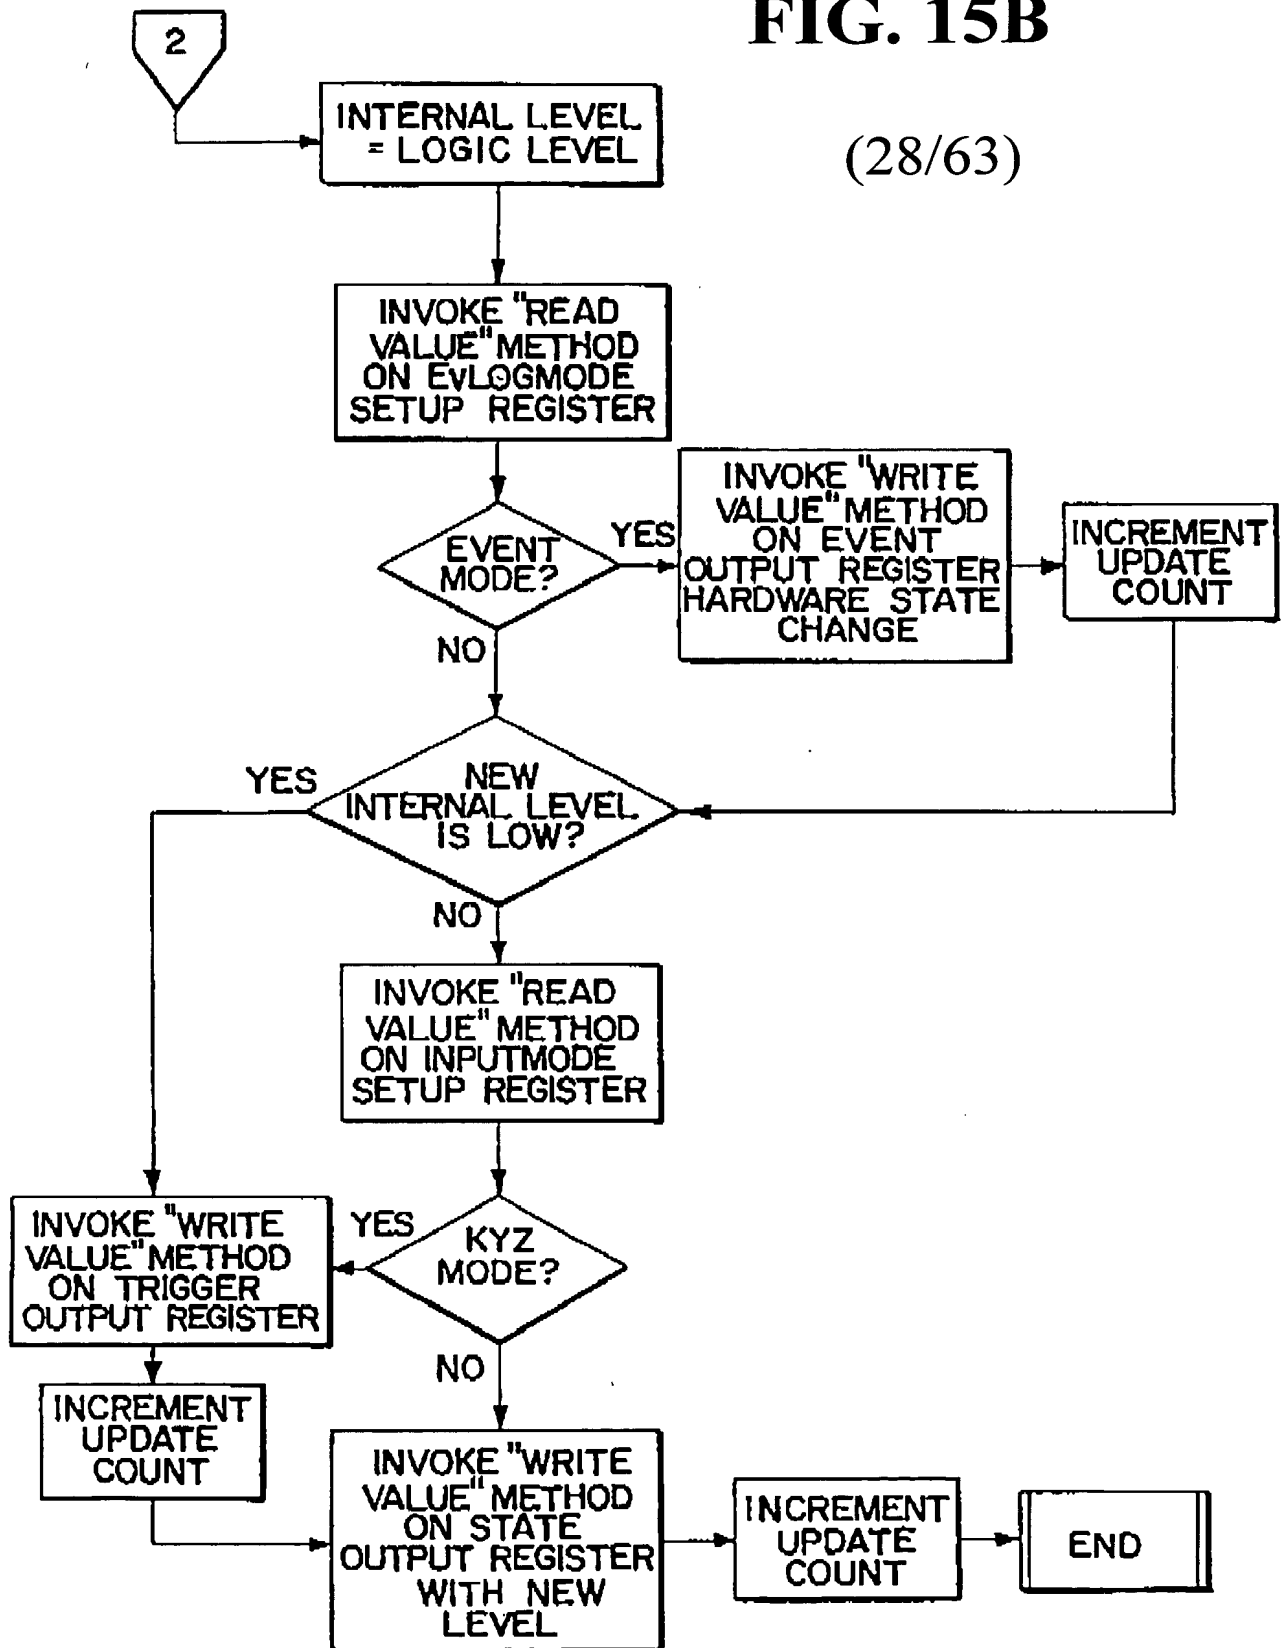 FIG. 15B
2
INTERNAL LEVEL
= LOGIC LEVEL
(28/63)
INVOKE "READ
VALUE" METHOD
ON EVLOGMODE
SETUP REGISTER
EVENT
MODE?
YES
INVOKE "WRITE
VALUE" METHOD
ON EVENT
OUTPUT REGISTER
HARDWARE STATE
CHANGE
INCREMENT
UPDATE
COUNT
NO
YES
NEW
INTERNAL LEVEL
IS LOW?
NO
INVOKE "READ
VALUE" METHOD
ON INPUTMODE
SETUP REGISTER
INVOKE "WRITE
VALUE" METHOD
ON TRIGGER
OUTPUT REGISTER
YES
KYZ
MODE?
NO
INCREMENT
UPDATE
COUNT
INVOKE "WRITE
VALUE" METHOD
ON STATE
OUTPUT REGISTER
WITH NEW
LEVEL
INCREMENT
UPDATE
COUNT
END